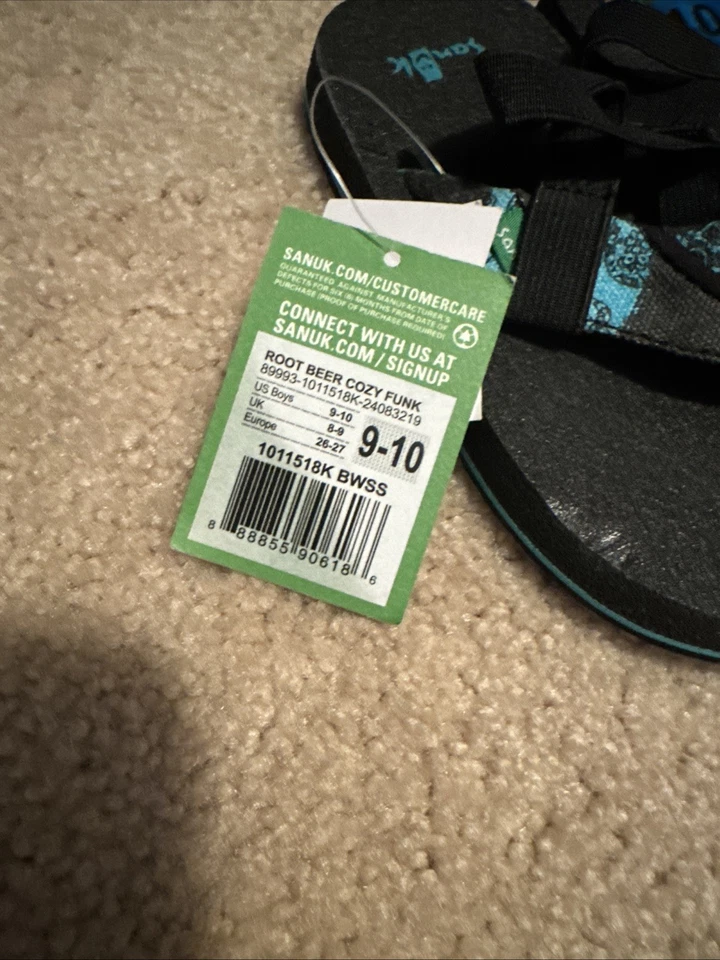 sanuk
SANUK.COM/CUSTOMERCARE
GUARANTEED AGAINST MANUFACTURER'S
DEFECTS FOR SIX (6) MONTHS FROM DATE OF
PURCHASE (PROOF OF PURCHASE REQUIRED)
CONNECT WITH US AT
SANUK.COM/SIGNUP
ROOT BEER COZY FUNK
89993-1011518K-24083219
US Boys 9-10
UK 8-9
Europe 26-27
9-10
1011518K BWSS
8 88855 90618 6